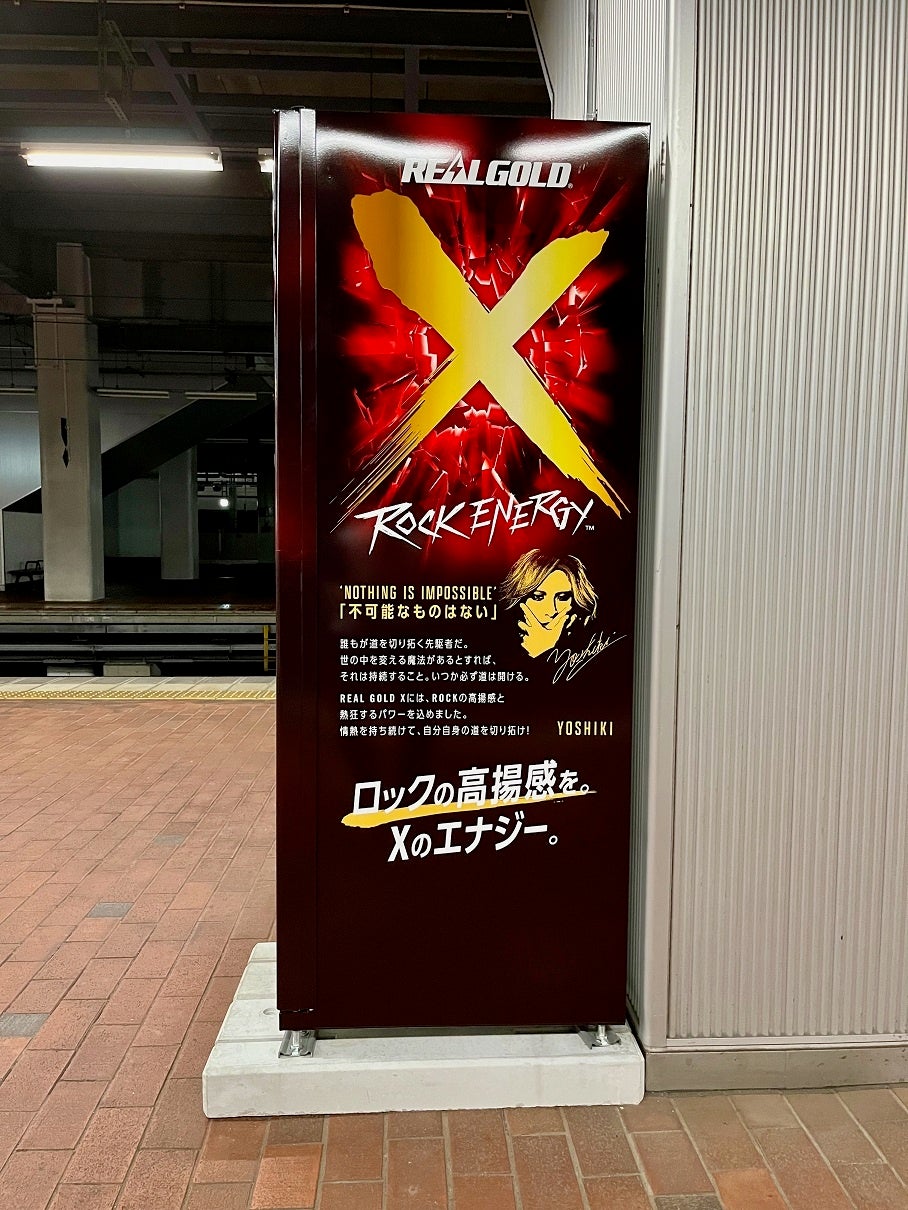 REAL GOLD®
X
ROCK ENERGY™
'NOTHING IS IMPOSSIBLE'
「不可能なものはない」
誰もが道を切り拓く先駆者だ。
世の中を変える魔法があるとすれば、
それは持続すること。いつか必ず道は開ける。
Yoshiki
REAL GOLD Xには、ROCKの高揚感と
熱狂するパワーを込めました。
情熱を持ち続けて、自分自身の道を切り拓け!
YOSHIKI
ロックの高揚感を。
Xのエナジー。